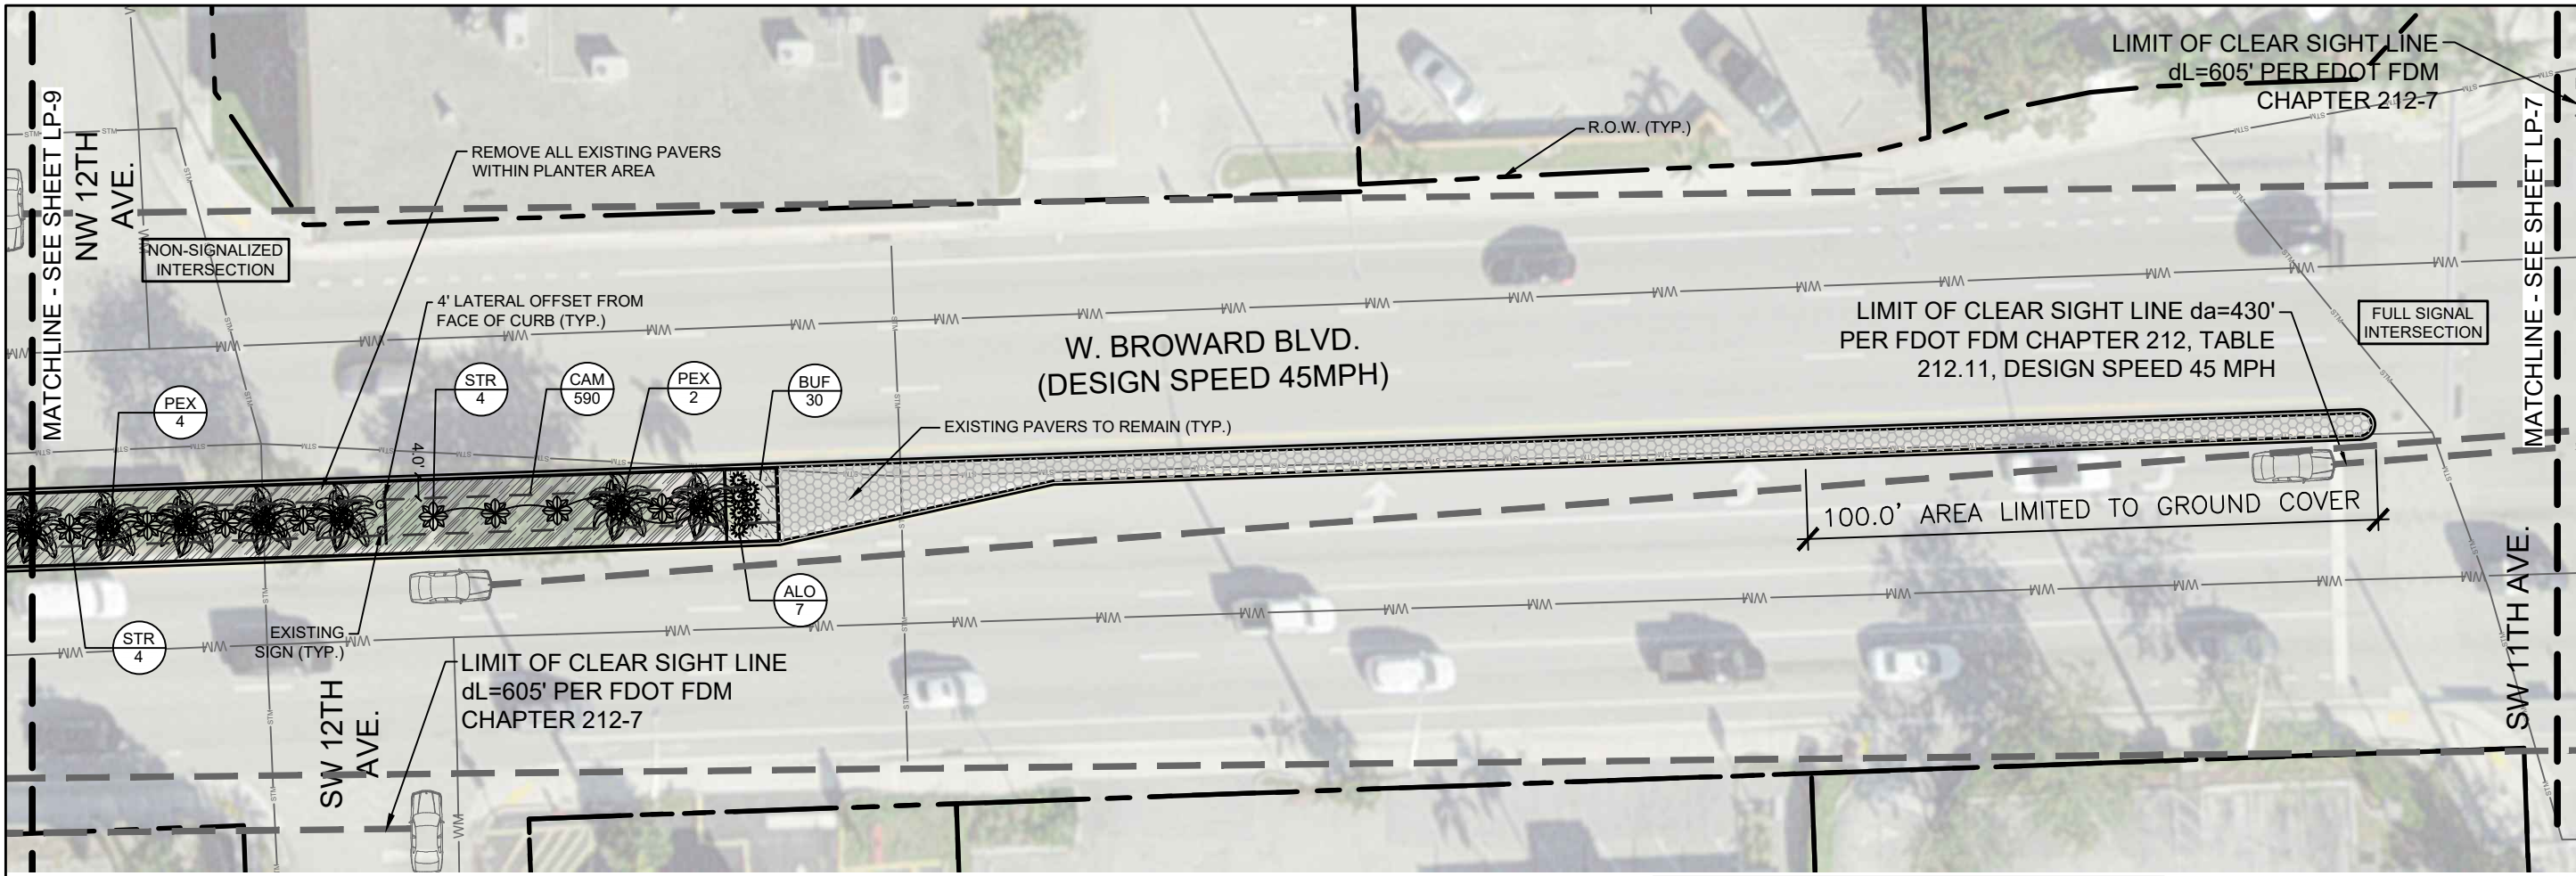 MATCHLINE - SEE SHEET LP-9
NW 12TH
AVE.
NON-SIGNALIZED
INTERSECTION
REMOVE ALL EXISTING PAVERS
WITHIN PLANTER AREA
4' LATERAL OFFSET FROM
FACE OF CURB (TYP.)
R.O.W. (TYP.)
LIMIT OF CLEAR SIGHT LINE
dL=605' PER FDOT FDM
CHAPTER 212-7
MATCHLINE - SEE SHEET LP-7
W. BROWARD BLVD.
(DESIGN SPEED 45MPH)
LIMIT OF CLEAR SIGHT LINE da=430'
PER FDOT FDM CHAPTER 212, TABLE
212.11, DESIGN SPEED 45 MPH
FULL SIGNAL
INTERSECTION
PEX
4
STR
4
CAM
590
PEX
2
BUF
30
EXISTING PAVERS TO REMAIN (TYP.)
4.0'
100.0' AREA LIMITED TO GROUND COVER
ALO
7
STR
4
EXISTING
SIGN (TYP.)
SW 12TH
AVE.
LIMIT OF CLEAR SIGHT LINE
dL=605' PER FDOT FDM
CHAPTER 212-7
SW 11TH AVE.
STM
WM